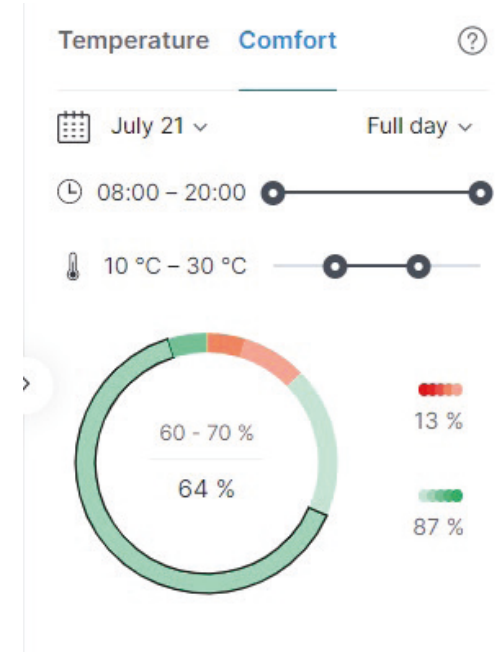 Temperature Comfort ?
July 21 Full day
08:00 – 20:00
10 °C – 30 °C
60 - 70 %
64 %
13 %
87 %